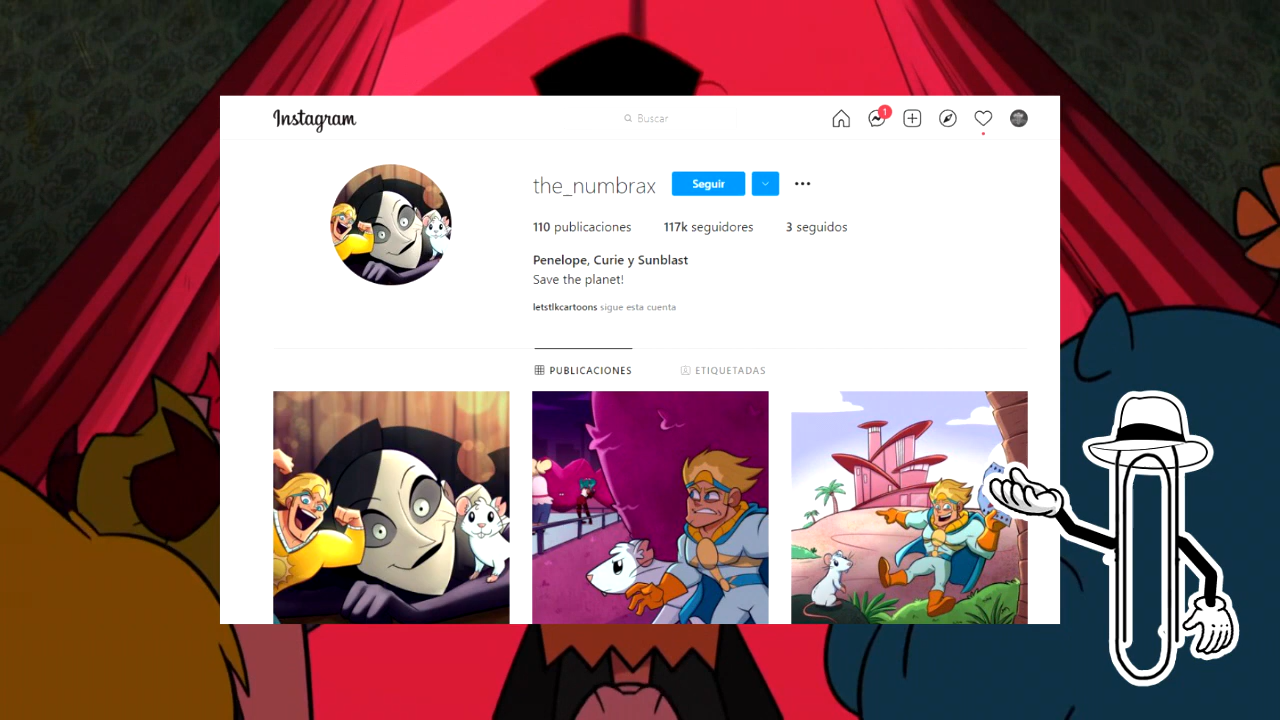 Instagram
Buscar
1
the_numbrax
Seguir
110 publicaciones 117k seguidores 3 seguidos
Penelope, Curie y Sunblast
Save the planet!
letstlkcartoons sigue esta cuenta
PUBLICACIONES ETIQUETADAS